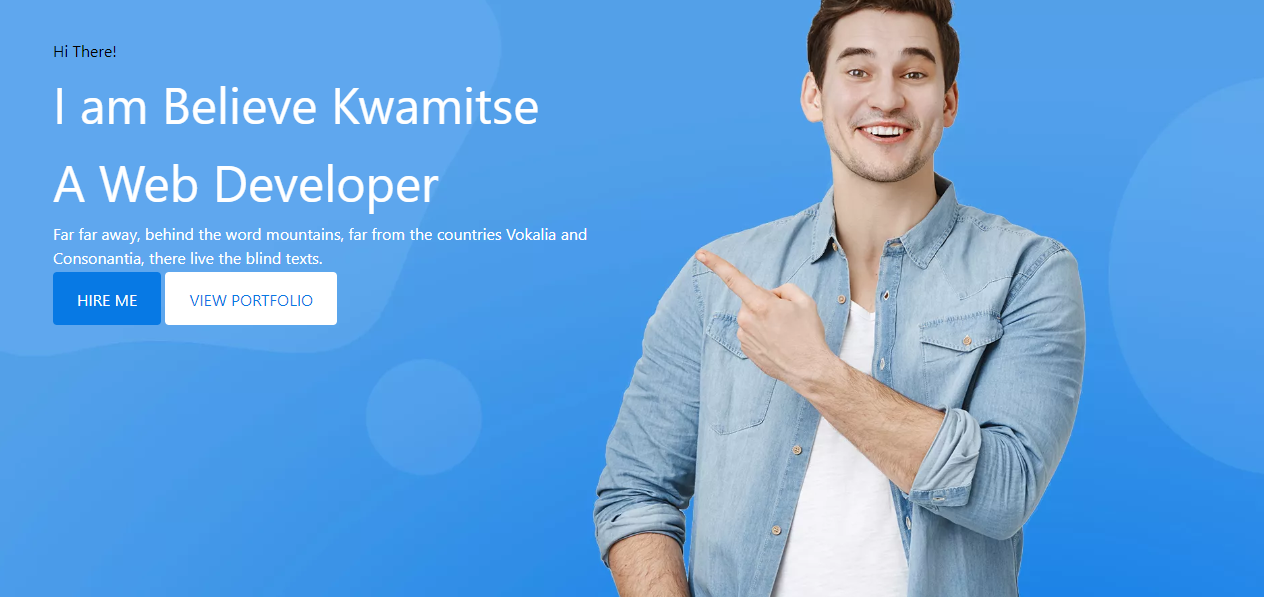 Hi There!
I am Believe Kwamitse
A Web Developer
Far far away, behind the word mountains, far from the countries Vokalia and
Consonantia, there live the blind texts.
HIRE ME
VIEW PORTFOLIO